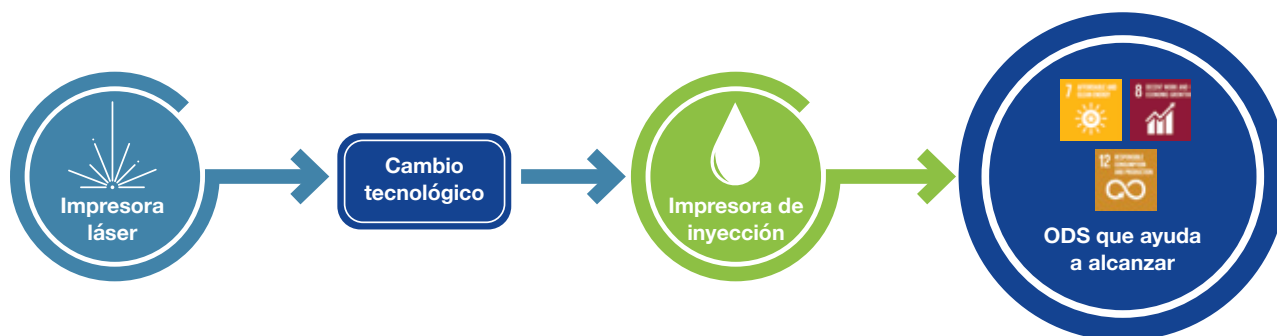 Impresora
láser
Cambio
tecnológico
Impresora de
inyección
7 AFFORDABLE AND
CLEAN ENERGY
8 DECENT WORK AND
ECONOMIC GROWTH
12 RESPONSIBLE
CONSUMPTION
AND PRODUCTION
ODS que ayuda
a alcanzar